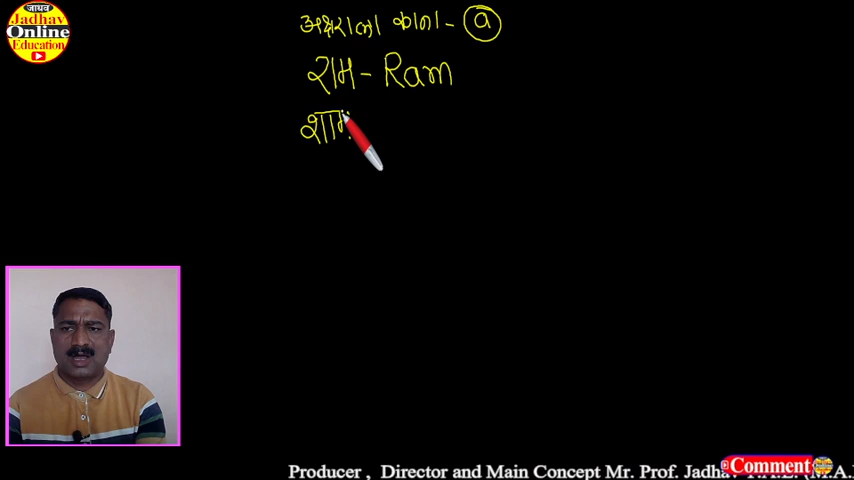 जाधव
Jadhav
Online
Education
अक्षराला काना - a
राम - Ram
शाम
Producer , Director and Main Concept Mr. Prof. Jadhav
Comment